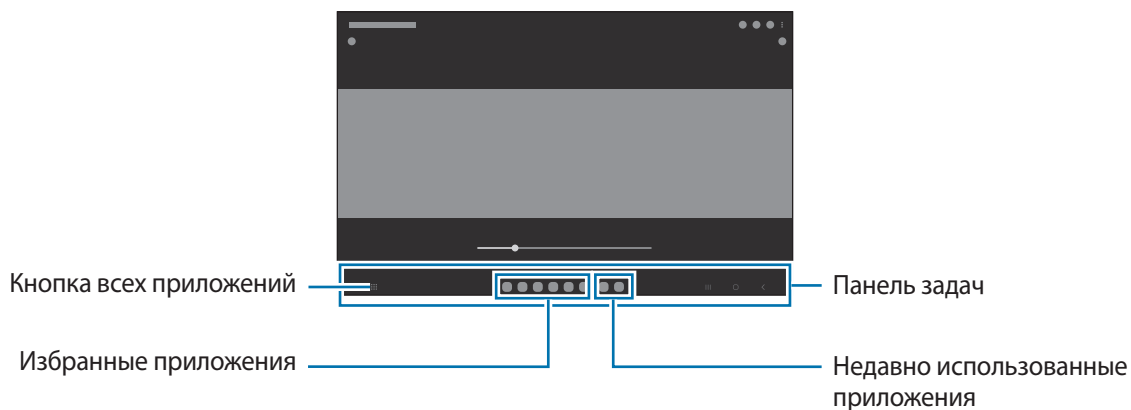 Кнопка всех приложений
Панель задач
Избранные приложения
Недавно использованные
приложения